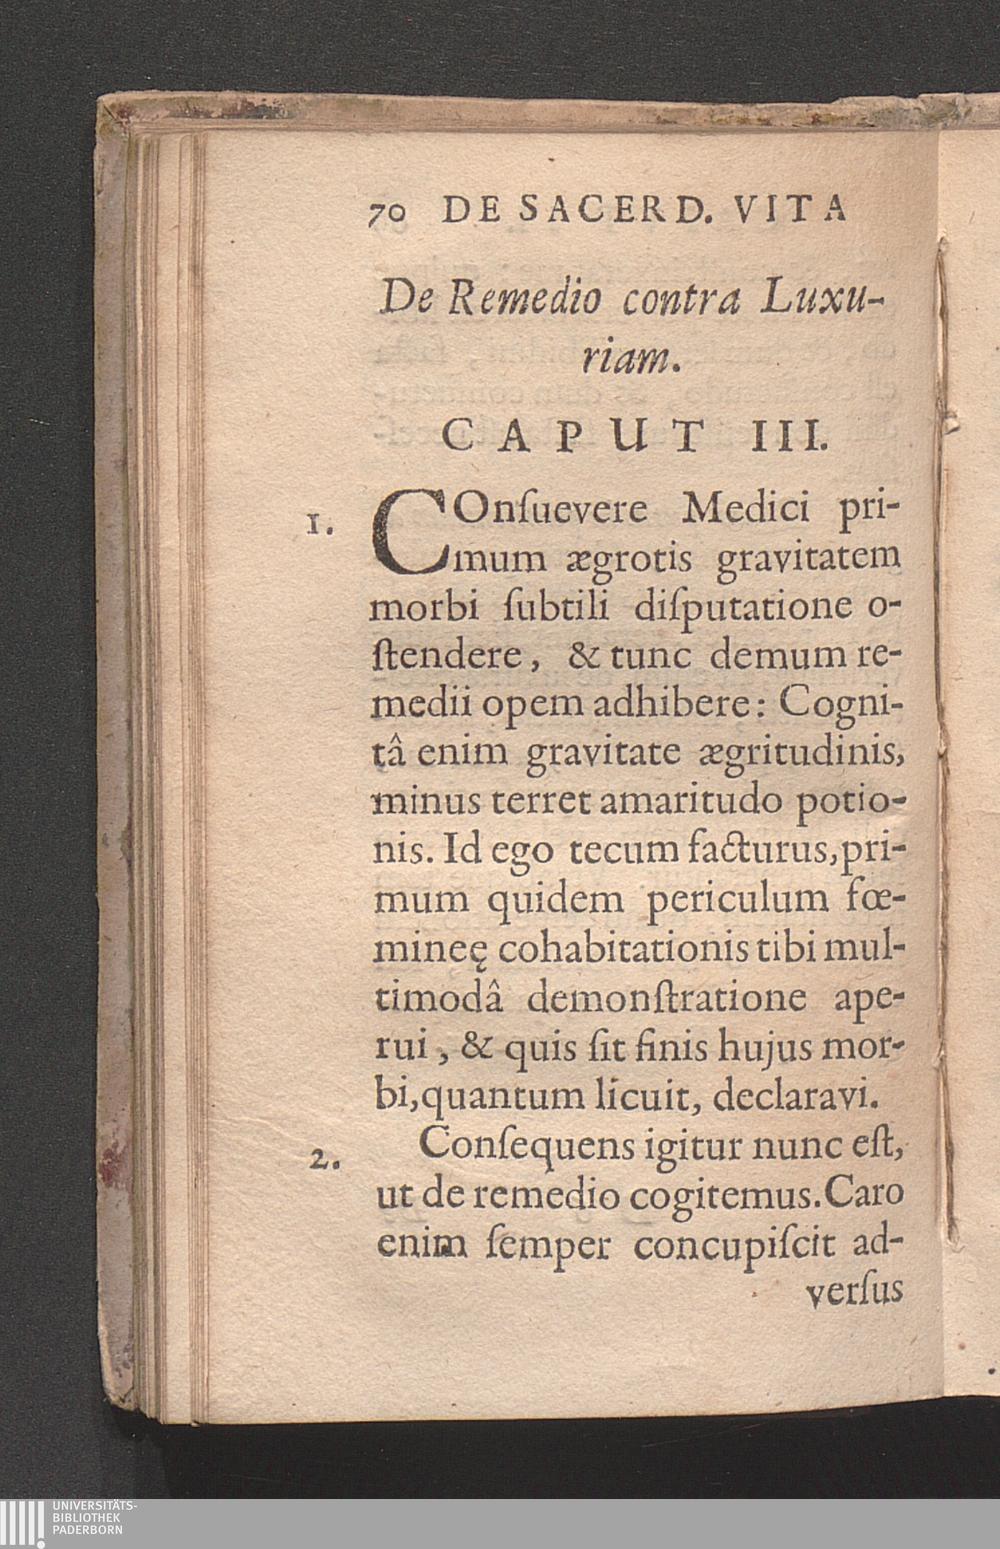 70 DE SACERD. VITA
De Remedio contra Luxu-
riam.
CAPUT III.
1. COnſuevere Medici pri-
mum ægrotis gravitatem
morbi ſubtili diſputatione o-
ſtendere, & tunc demum re-
medii opem adhibere: Cogni-
tâ enim gravitate ægritudinis,
minus terret amaritudo potio-
nis. Id ego tecum facturus, pri-
mum quidem periculum fœ-
mineę cohabitationis tibi mul-
timodâ demonſtratione ape-
rui, & quis ſit finis hujus mor-
bi, quantum licuit, declaravi.
2. Conſequens igitur nunc eſt,
ut de remedio cogitemus. Caro
enim ſemper concupiſcit ad-
verſus
UNIVERSITÄTS-
BIBLIOTHEK
PADERBORN